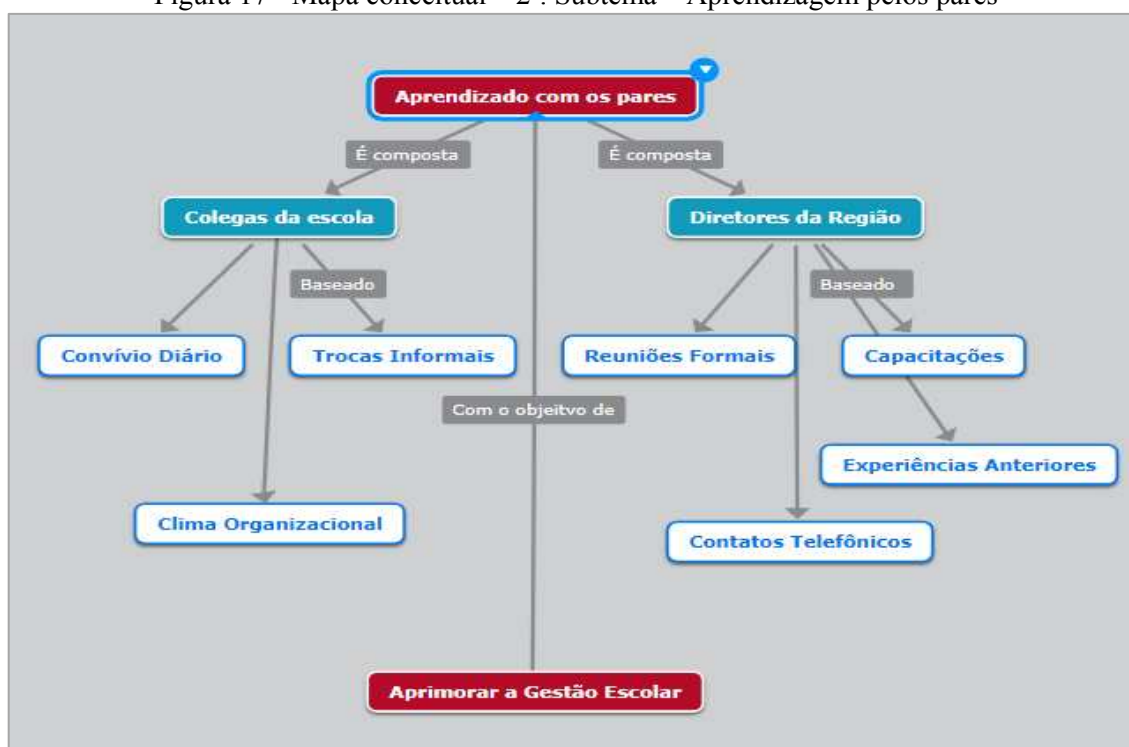 Figura 17 - Mapa conceitual – 2º. Subtema – Aprendizagem pelos pares
Aprendizado com os pares
É composta
É composta
Colegas da escola
Diretores da Região
Baseado
Baseado
Convívio Diário
Trocas Informais
Reuniões Formais
Capacitações
Com o objeitvo de
Experiências Anteriores
Clima Organizacional
Contatos Telefônicos
Aprimorar a Gestão Escolar